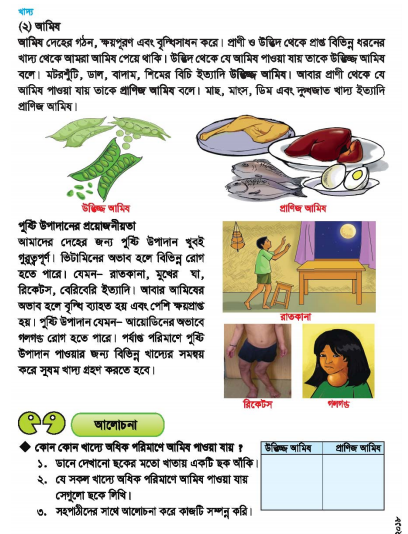 খাদ্য
(২) আমিষ
আমিষ দেহের গঠন, ক্ষয়পূরণ এবং বৃদ্ধিসাধন করে। প্রাণী ও উদ্ভিদ থেকে প্রাপ্ত বিভিন্ন ধরনের
খাদ্য থেকে আমরা আমিষ পেয়ে থাকি। উদ্ভিদ থেকে যে আমিষ পাওয়া যায় তাকে উদ্ভিজ্জ আমিষ
বলে। মটরশুঁটি, ডাল, বাদাম, শিমের বিচি ইত্যাদি উদ্ভিজ্জ আমিষ। আবার প্রাণী থেকে যে
আমিষ পাওয়া যায় তাকে প্রাণিজ আমিষ বলে। মাছ, মাংস, ডিম এবং দুগ্ধজাত খাদ্য ইত্যাদি
প্রাণিজ আমিষ।
উদ্ভিজ্জ আমিষ
প্রাণিজ আমিষ
পুষ্টি উপাদানের প্রয়োজনীয়তা
আমাদের দেহের জন্য পুষ্টি উপাদান খুবই
গুরুত্বপূর্ণ। ভিটামিনের অভাব হলে বিভিন্ন রোগ
হতে পারে। যেমন– রাতকানা, মুখের ঘা,
রিকেটস, বেরিবেরি ইত্যাদি। আবার আমিষের
অভাব হলে বৃদ্ধি ব্যাহত হয় এবং পেশি ক্ষয়প্রাপ্ত
হয়। পুষ্টি উপাদান যেমন– আয়োডিনের অভাবে
গলগন্ড রোগ হতে পারে। পর্যাপ্ত পরিমাণে পুষ্টি
উপাদান পাওয়ার জন্য বিভিন্ন খাদ্যের সমন্বয়
করে সুষম খাদ্য গ্রহণ করতে হবে।
রাতকানা
রিকেটস
গলগন্ড
আলোচনা
◆ কোন কোন খাদ্যে অধিক পরিমাণে আমিষ পাওয়া যায় ?
১. ডানে দেখানো ছকের মতো খাতায় একটি ছক আঁকি।
২. যে সকল খাদ্যে অধিক পরিমাণে আমিষ পাওয়া যায়
সেগুলো ছকে লিখি।
৩. সহপাঠীদের সাথে আলোচনা করে কাজটি সম্পন্ন করি।
উদ্ভিজ্জ আমিষ
প্রাণিজ আমিষ
২০১৮